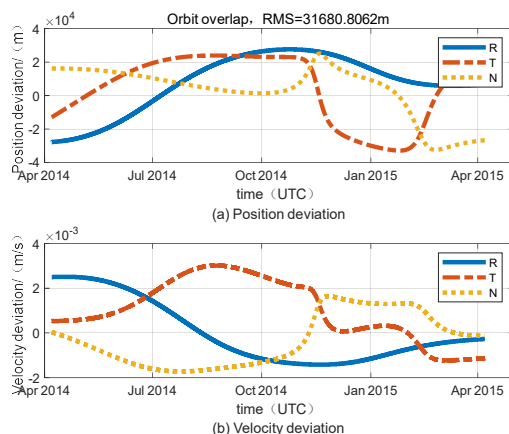 Orbit overlap，RMS=31680.8062m
×10⁴
4
2
0
-2
-4
Position deviation/（m）
R
T
N
Apr 2014
Jul 2014
Oct 2014
Jan 2015
Apr 2015
time（UTC）
(a) Position deviation
×10⁻³
4
2
0
-2
Velocity deviation/（m/s）
R
T
N
Apr 2014
Jul 2014
Oct 2014
Jan 2015
Apr 2015
time（UTC）
(b) Velocity deviation